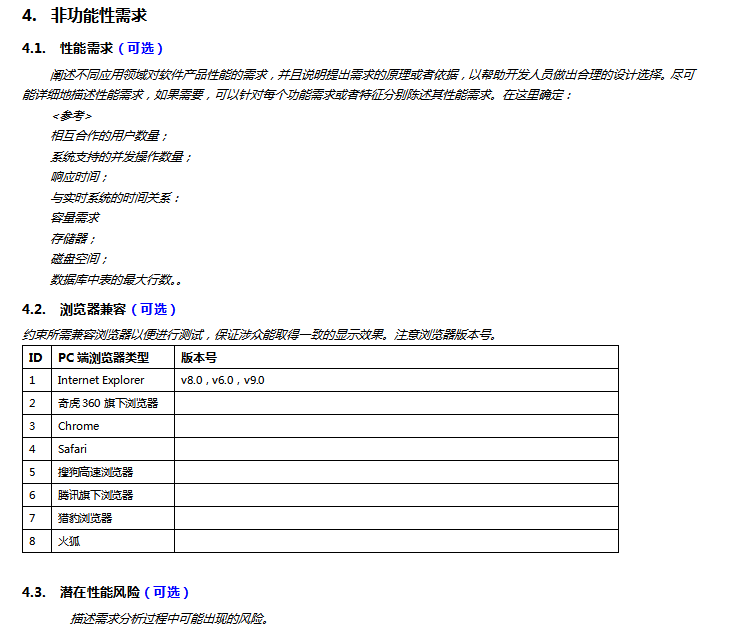 4. 非功能性需求
4.1. 性能需求（可选）
阐述不同应用领域对软件产品性能的需求，并且说明提出需求的原理或者依据，以帮助开发人员做出合理的设计选择。尽可
能详细地描述性能需求，如果需要，可以针对每个功能需求或者特征分别陈述其性能需求。在这里确定：
<参考>
相互合作的用户数量；
系统支持的并发操作数量；
响应时间；
与实时系统的时间关系：
容量需求
存储器；
磁盘空间；
数据库中表的最大行数。。
4.2. 浏览器兼容（可选）
约束所需兼容浏览器以便进行测试，保证涉众能取得一致的显示效果。注意浏览器版本号。
ID PC 端浏览器类型 版本号
1 Internet Explorer v8.0，v6.0，v9.0
2 奇虎 360 旗下浏览器
3 Chrome
4 Safari
5 搜狗高速浏览器
6 腾讯旗下浏览器
7 猎豹浏览器
8 火狐
4.3. 潜在性能风险（可选）
描述需求分析过程中可能出现的风险。